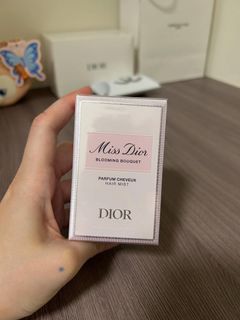 Miss Dior
BLOOMING BOUQUET
PARFUM CHEVEUX
HAIR MIST
DIOR